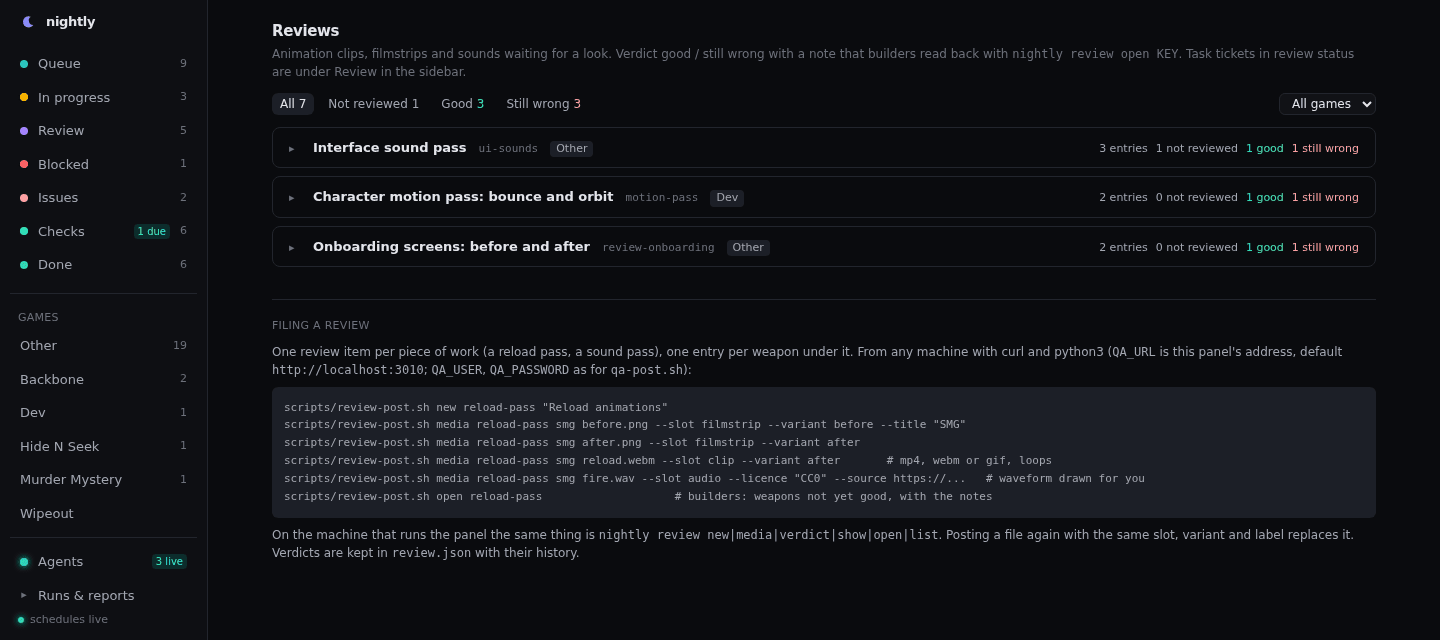 nightly
Queue 9
In progress 3
Review 5
Blocked 1
Issues 2
Checks 1 due 6
Done 6
GAMES
Other 19
Backbone 2
Dev 1
Hide N Seek 1
Murder Mystery 1
Wipeout
Agents 3 live
Runs & reports
schedules live
Reviews
Animation clips, filmstrips and sounds waiting for a look. Verdict good / still wrong with a note that builders read back with nightly review open KEY. Task tickets in review status
are under Review in the sidebar.
All 7 Not reviewed 1 Good 3 Still wrong 3 All games
Interface sound pass ui-sounds Other 3 entries 1 not reviewed 1 good 1 still wrong
Character motion pass: bounce and orbit motion-pass Dev 2 entries 0 not reviewed 1 good 1 still wrong
Onboarding screens: before and after review-onboarding Other 2 entries 0 not reviewed 1 good 1 still wrong
FILING A REVIEW
One review item per piece of work (a reload pass, a sound pass), one entry per weapon under it. From any machine with curl and python3 (QA_URL is this panel's address, default
http://localhost:3010; QA_USER, QA_PASSWORD as for qa-post.sh):
scripts/review-post.sh new reload-pass "Reload animations"
scripts/review-post.sh media reload-pass smg before.png --slot filmstrip --variant before --title "SMG"
scripts/review-post.sh media reload-pass smg after.png --slot filmstrip --variant after
scripts/review-post.sh media reload-pass smg reload.webm --slot clip --variant after # mp4, webm or gif, loops
scripts/review-post.sh media reload-pass smg fire.wav --slot audio --licence "CC0" --source https://... # waveform drawn for you
scripts/review-post.sh open reload-pass # builders: weapons not yet good, with the notes
On the machine that runs the panel the same thing is nightly review new|media|verdict|show|open|list. Posting a file again with the same slot, variant and label replaces it.
Verdicts are kept in review.json with their history.